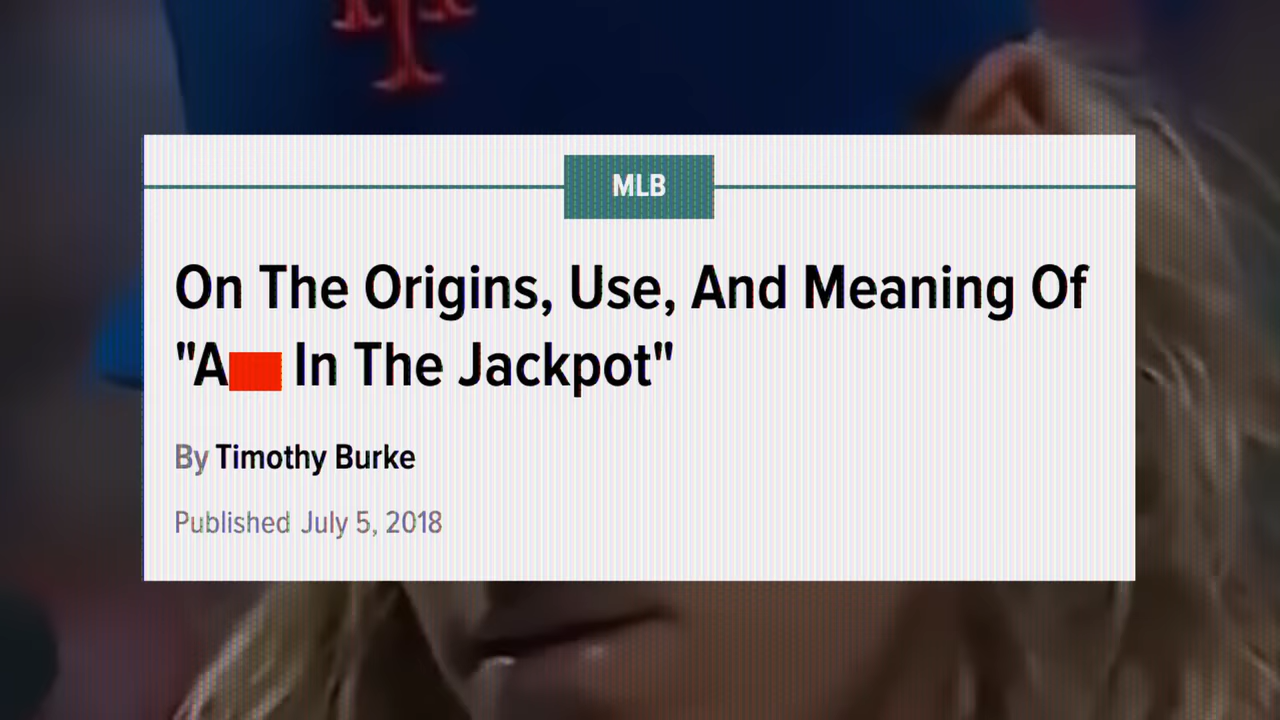 MLB
On The Origins, Use, And Meaning Of
"A In The Jackpot"
By Timothy Burke
Published July 5, 2018